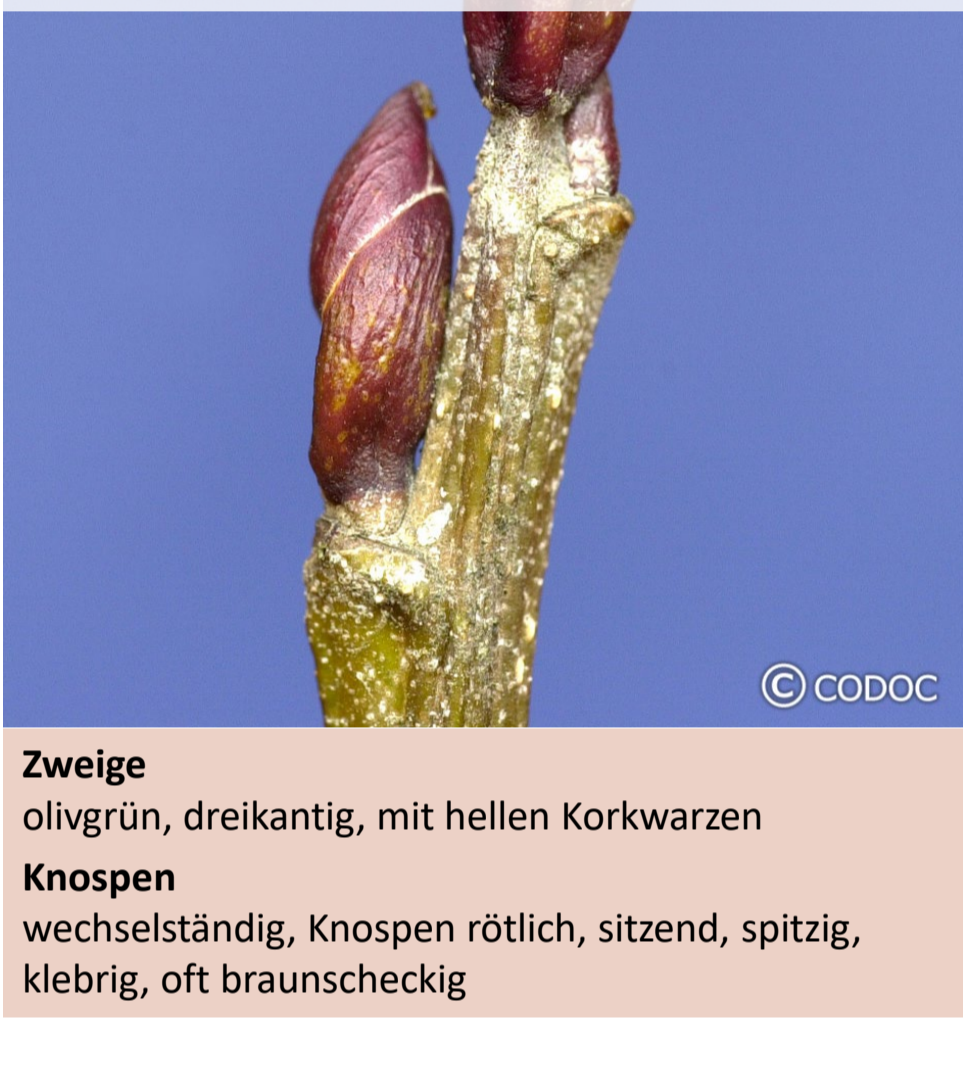 © CODOC
Zweige
olivgrün, dreikantig, mit hellen Korkwarzen
Knospen
wechselständig, Knospen rötlich, sitzend, spitzig,
klebrig, oft braunscheckig